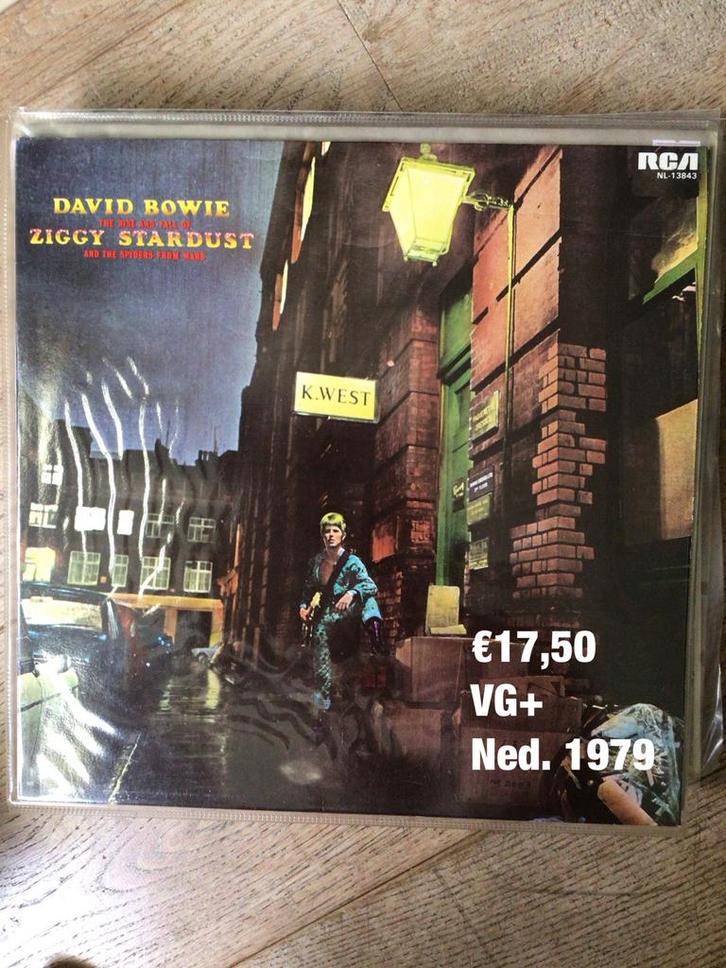 RCA
NL-13843
DAVID BOWIE
THE RISE AND FALL OF
ZIGGY STARDUST
AND THE SPIDERS FROM MARS
K.WEST
€17,50
VG+
Ned. 1979